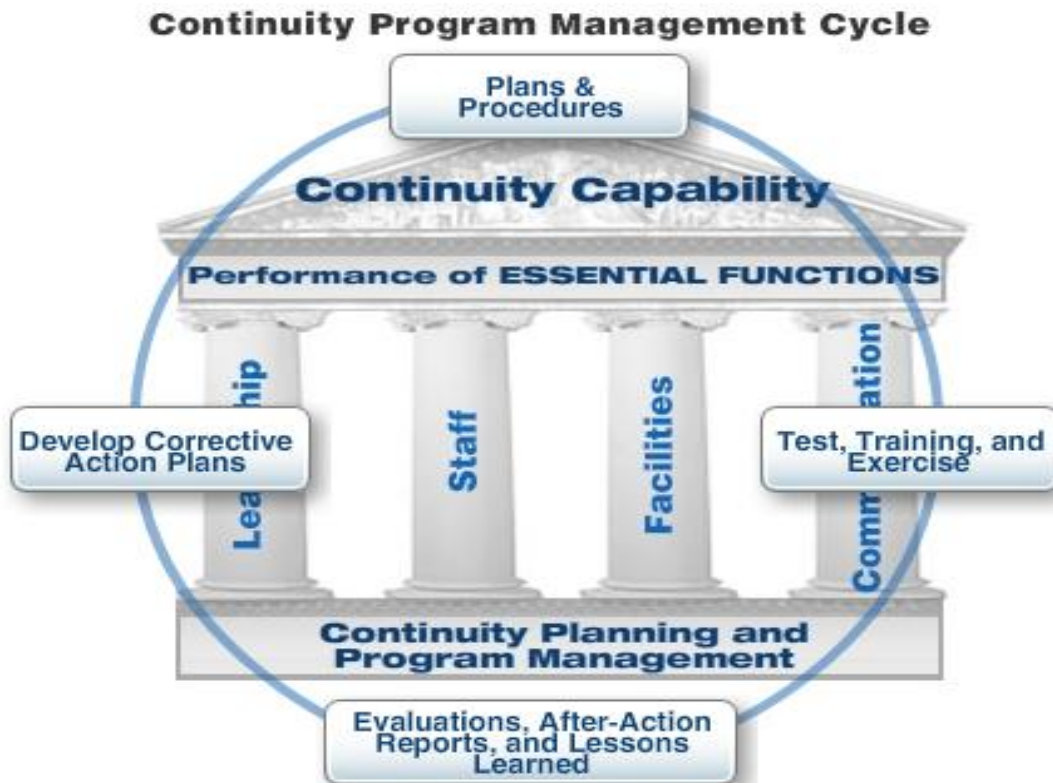 Continuity Program Management Cycle
Plans &
Procedures
Continuity Capability
Performance of ESSENTIAL FUNCTIONS
Staff
Facilities
Develop Corrective
Action Plans
Test, Training, and
Exercise
Continuity Planning and
Program Management
Evaluations, After-Action
Reports, and Lessons
Learned